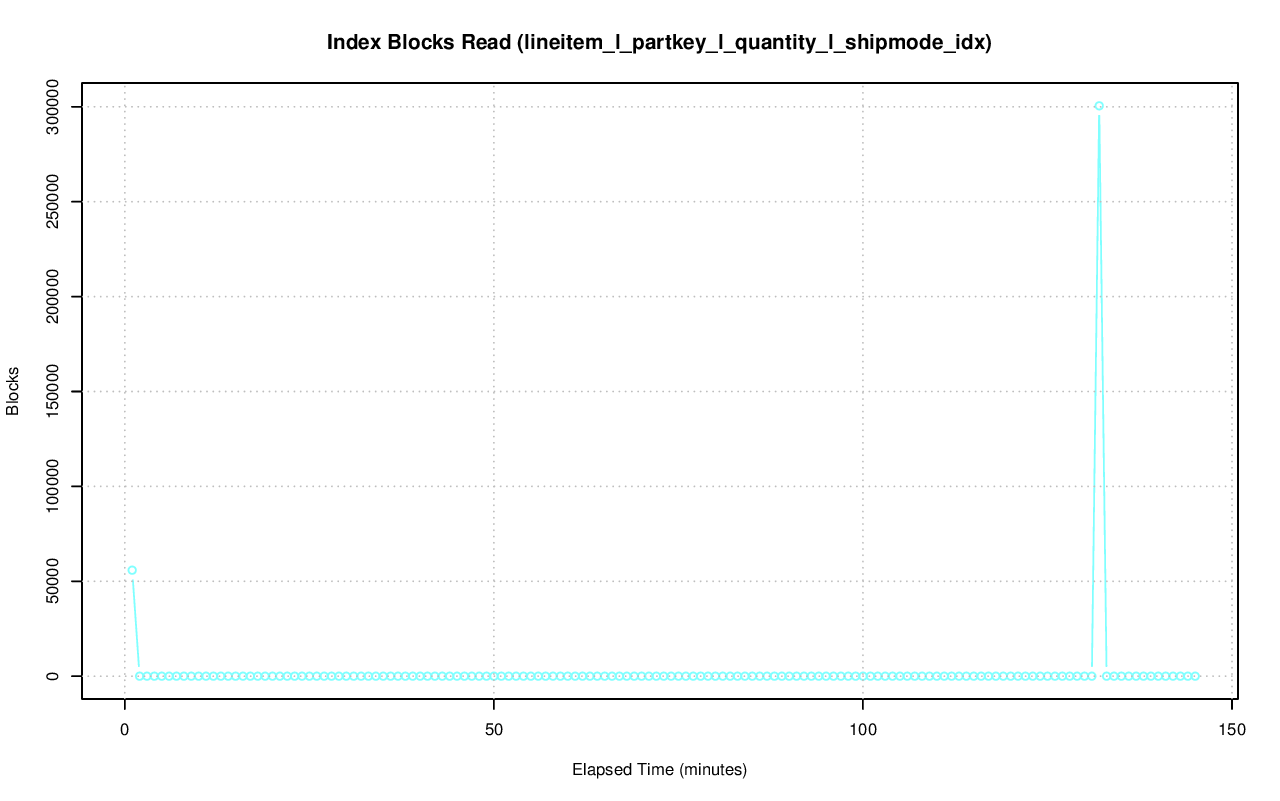 Index Blocks Read (lineitem_l_partkey_l_quantity_l_shipmode_idx)
Blocks
300000
250000
200000
150000
100000
50000
0
0 50 100 150
Elapsed Time (minutes)